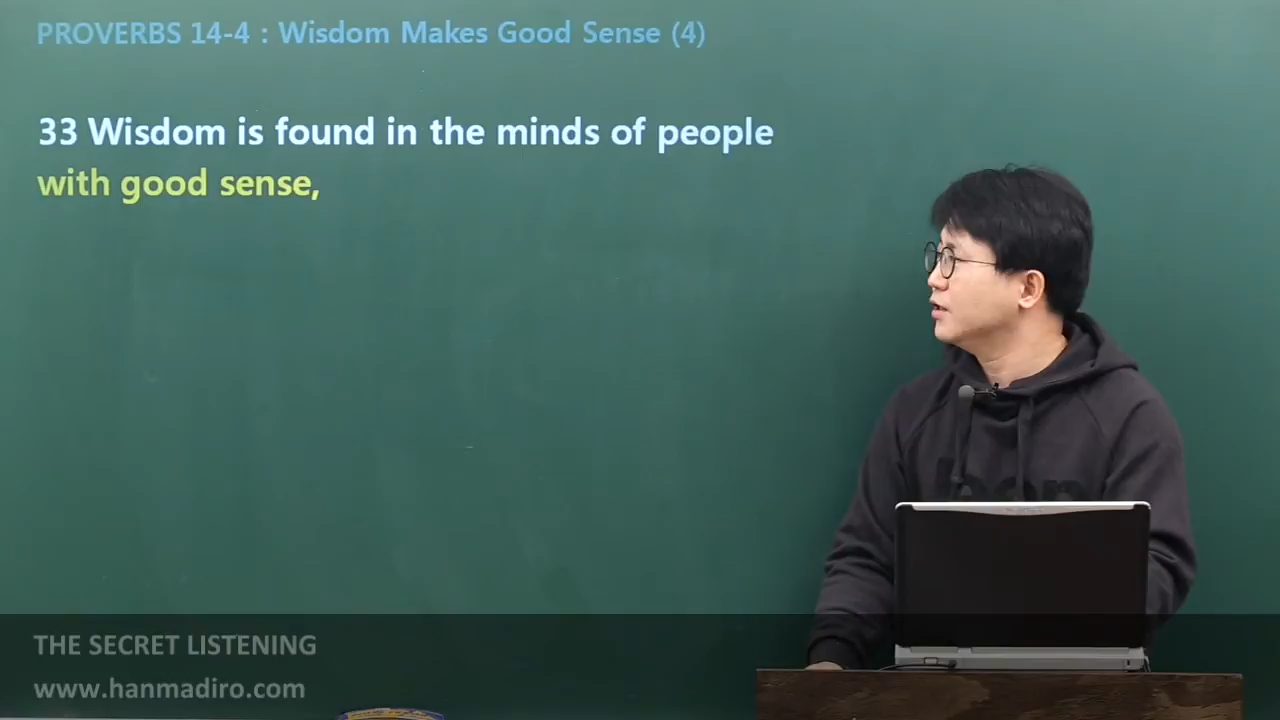 PROVERBS 14-4 : Wisdom Makes Good Sense (4)
33 Wisdom is found in the minds of people
with good sense,
THE SECRET LISTENING
www.hanmadiro.com